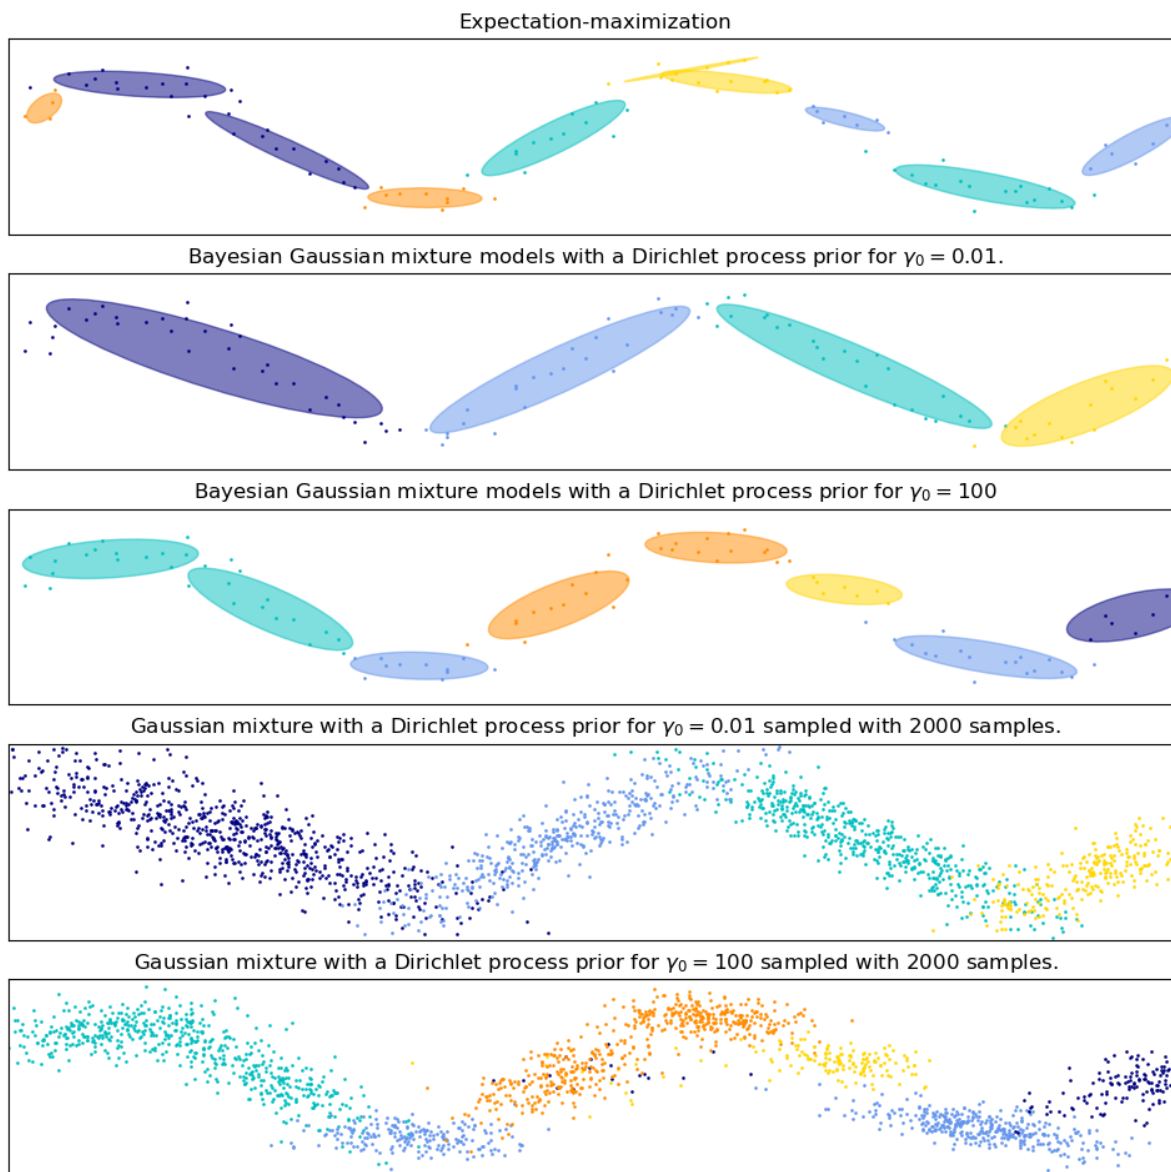 Expectation-maximization
Bayesian Gaussian mixture models with a Dirichlet process prior for γ₀ = 0.01.
Bayesian Gaussian mixture models with a Dirichlet process prior for γ₀ = 100
Gaussian mixture with a Dirichlet process prior for γ₀ = 0.01 sampled with 2000 samples.
Gaussian mixture with a Dirichlet process prior for γ₀ = 100 sampled with 2000 samples.